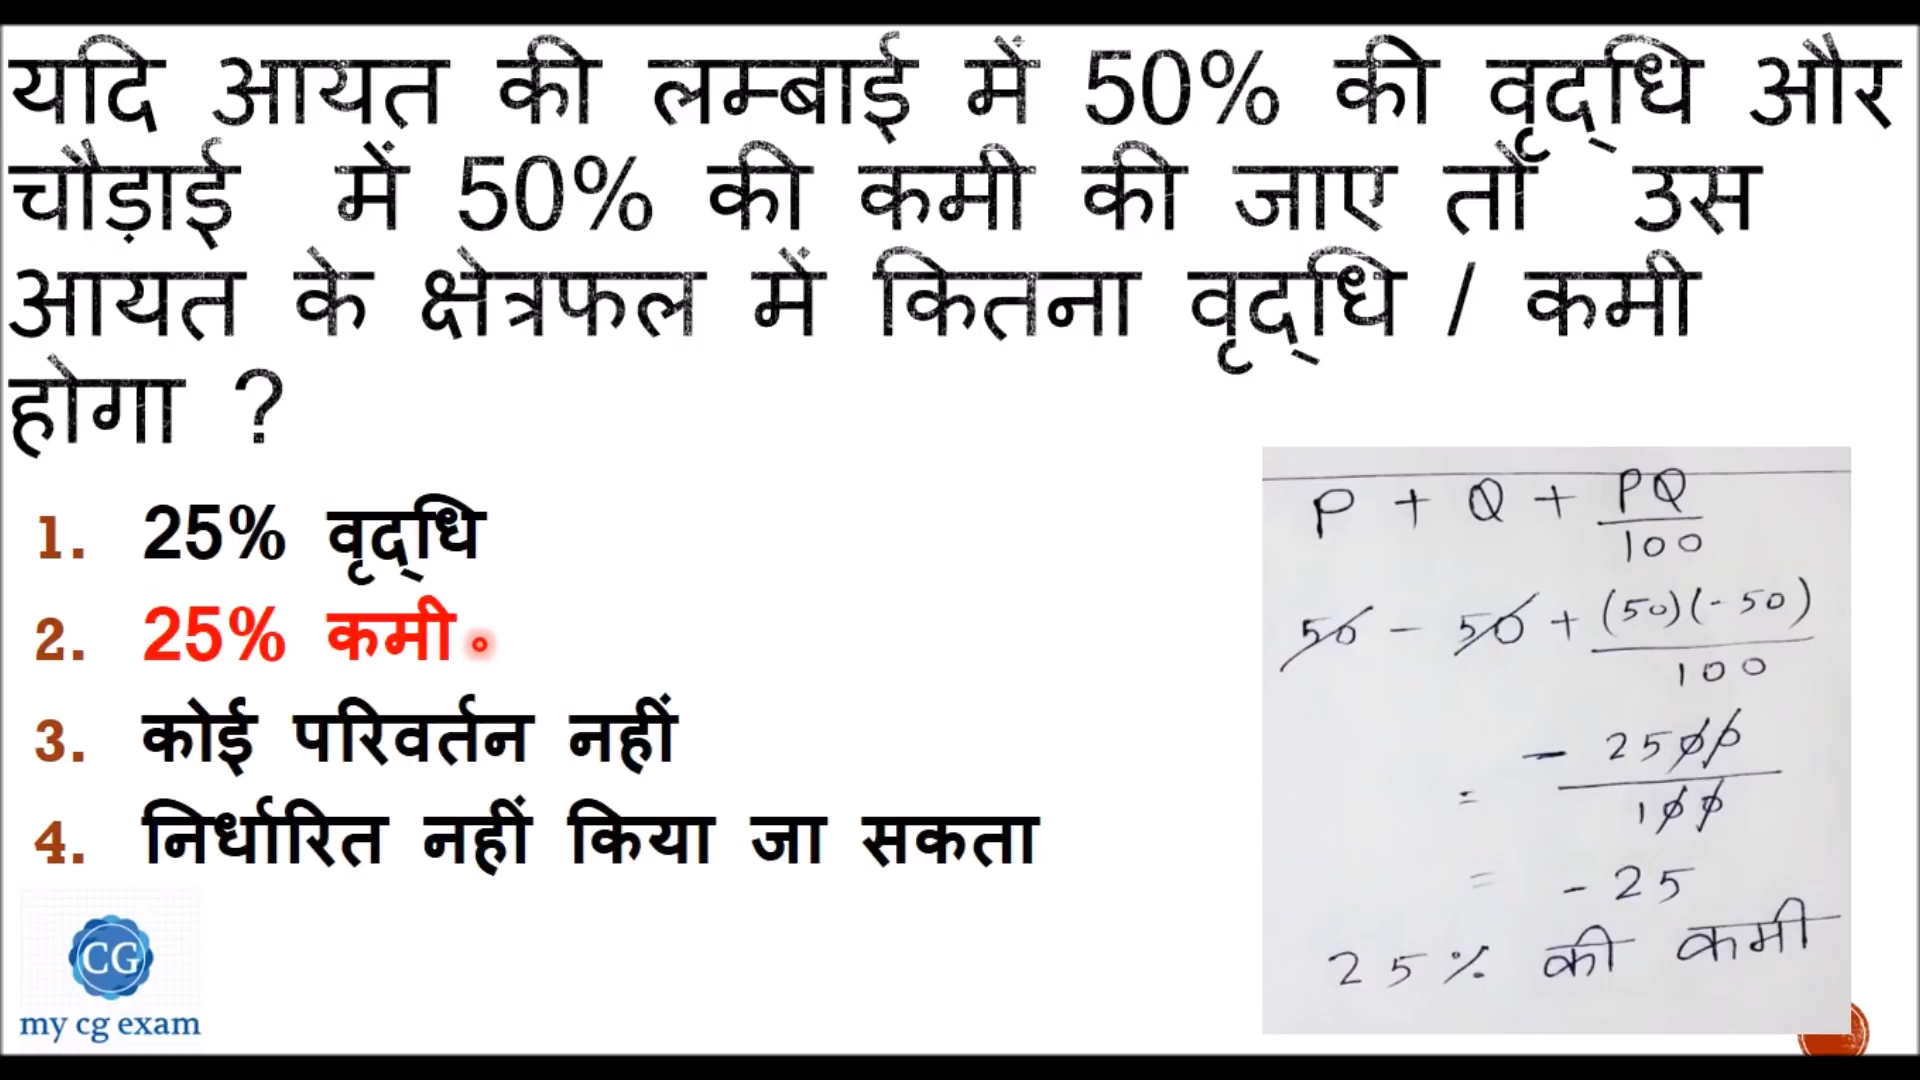 यदि आयत की लम्बाई में 50% की वृद्धि और
चौड़ाई में 50% की कमी की जाए तो उस
आयत के क्षेत्रफल में कितना वृद्धि / कमी
होगा ?
1. 25% वृद्धि
2. 25% कमी
3. कोई परिवर्तन नहीं
4. निर्धारित नहीं किया जा सकता
P + Q + PQ
100
50 - 50 + (50)(-50)
100
= - 2500
100
= -25
25% की कमी
CG
my cg exam